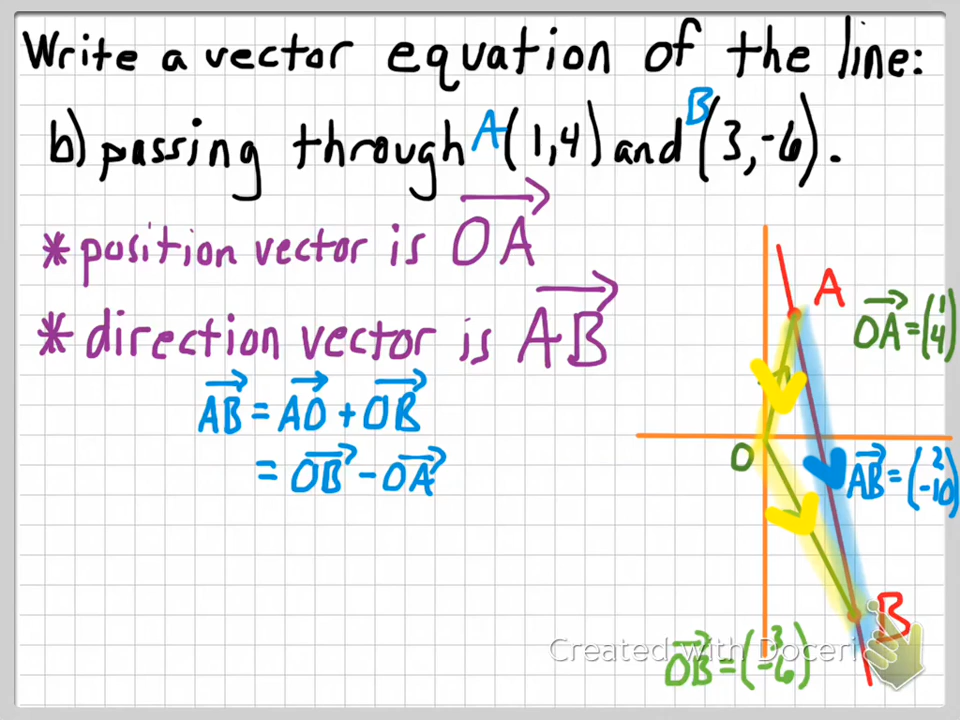 Write a vector equation of the line:
b) passing through A(1,4) and B(3,-6).
* position vector is OA
* direction vector is AB
AB = AO + OB
= OB - OA
A
OA = (1 4)
O
AB = (2 -10)
B
Created with Doceri
OB = (3 -6)